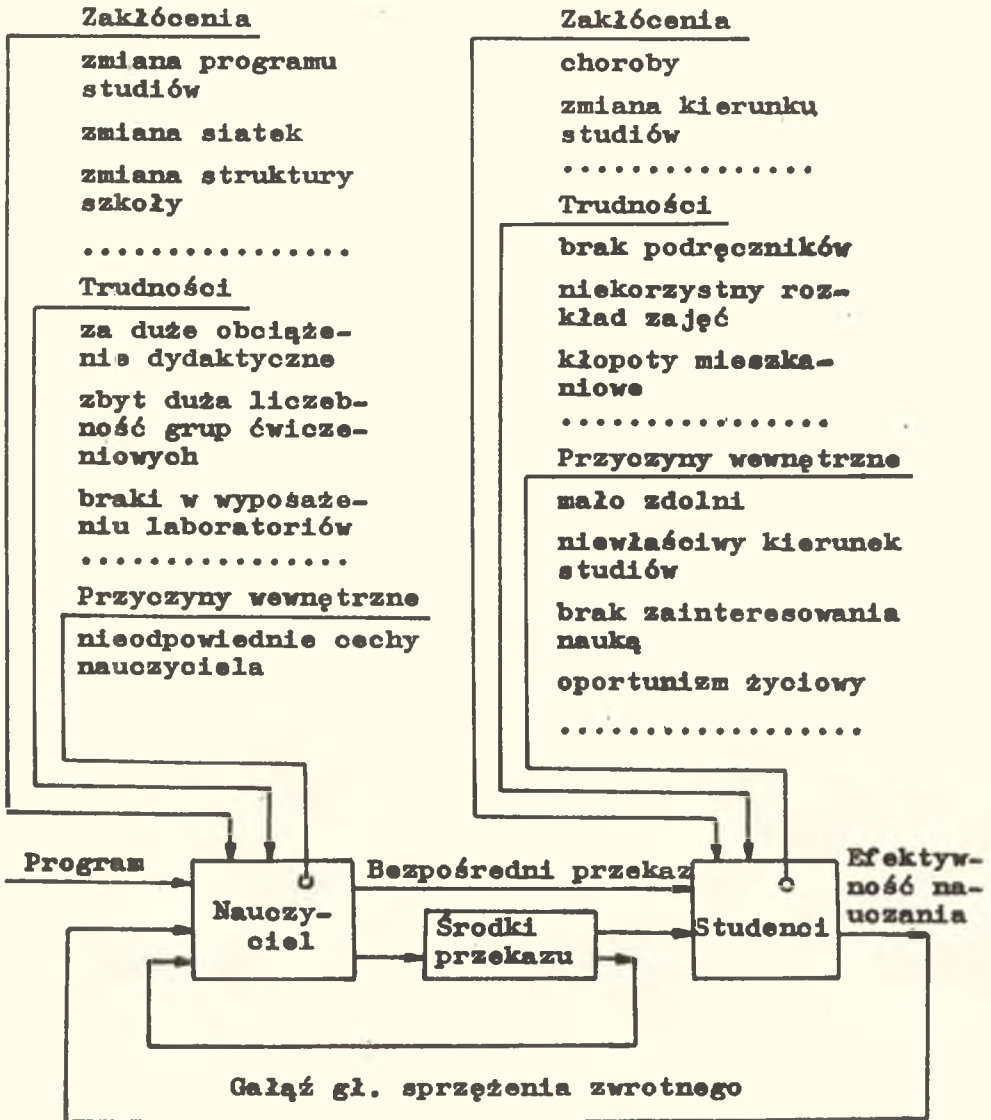 Zakłócenia
zmiana programu
studiów
zmiana siatek
zmiana struktury
szkoły
................
Trudności
za duże obciąże-
nie dydaktyczne
zbyt duża liczeb-
ność grup ćwicze-
niowych
braki w wyposaże-
niu laboratoriów
................
Przyczyny wewnętrzne
nieodpowiednie cechy
nauczyciela
Zakłócenia
choroby
zmiana kierunku
studiów
...............
Trudności
brak podręczników
niekorzystny roz-
kład zajęć
kłopoty mieszka-
niowe
................
Przyczyny wewnętrzne
mało zdolni
niewłaściwy kierunek
studiów
brak zainteresowania
nauką
oportunizm życiowy
..................
Program
Nauczy-
ciel
Bezpośredni przekaz
Środki
przekazu
Studenci
Efektyw-
ność na-
uczania
Gałąź gł. sprzężenia zwrotnego